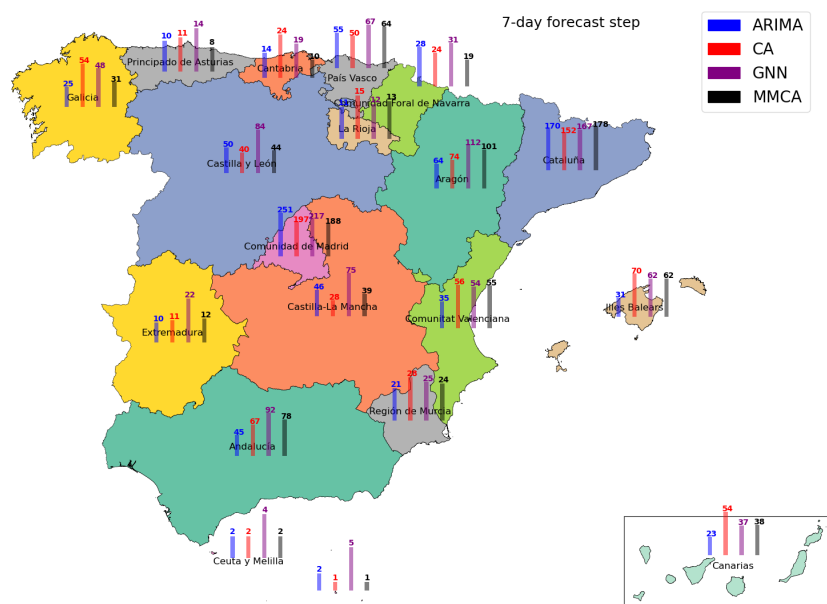 7-day forecast step
ARIMA
CA
GNN
MMCA
10 11 14 8
Principado de Asturias
14 24 19 10
Cantabria
55 50 67 64
País Vasco
28 24 31 19
Comunidad Foral de Navarra
25 54 48 31
Galicia
15 13
La Rioja
50 40 84 44
Castilla y León
64 74 112 101
Aragón
170 152 167 178
Cataluña
251 197 217 188
Comunidad de Madrid
46 28 75 39
Castilla-La Mancha
10 11 22 12
Extremadura
35 56 54 55
Comunitat Valenciana
31 70 62 62
Illes Balears
21 28 25 24
Región de Murcia
45 67 92 78
Andalucía
2 2 4 2
Ceuta y Melilla
2 1 5 1
23 54 37 38
Canarias